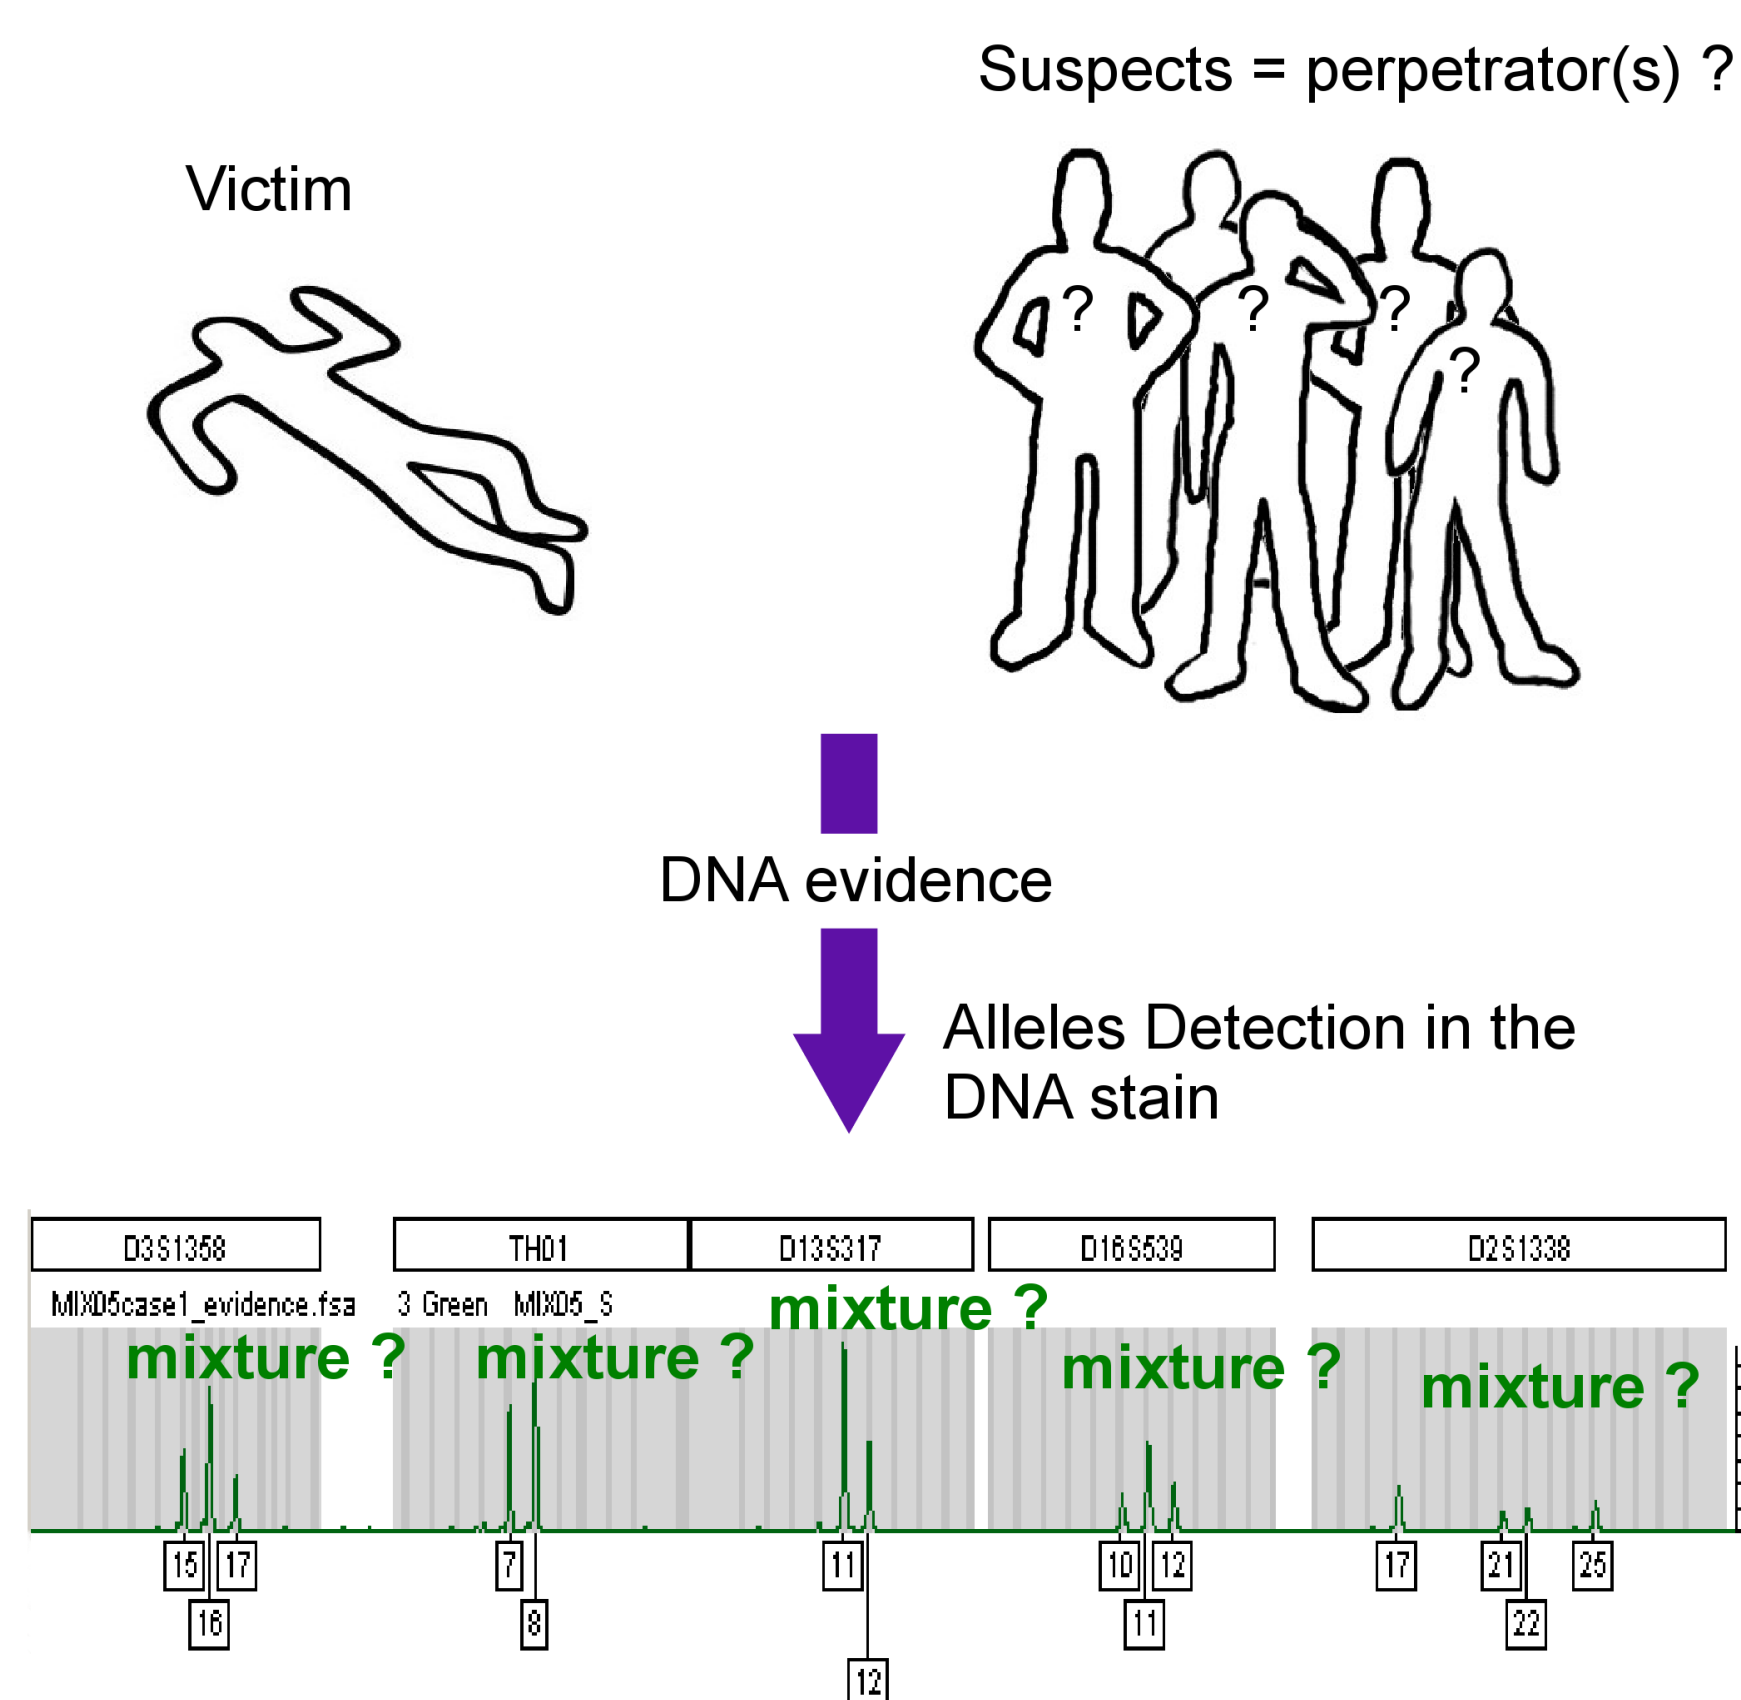 Suspects = perpetrator(s) ?
Victim
? ? ?
?
DNA evidence
Alleles Detection in the
DNA stain
D3S1358 TH01 D13S317 D16S539 D2S1338
MIX05case1_evidence.fsa 3 Green MIX05_S
mixture ? mixture ? mixture ? mixture ? mixture ?
15 17 7 11 10 12 17 21 25
16 8 11 22
12